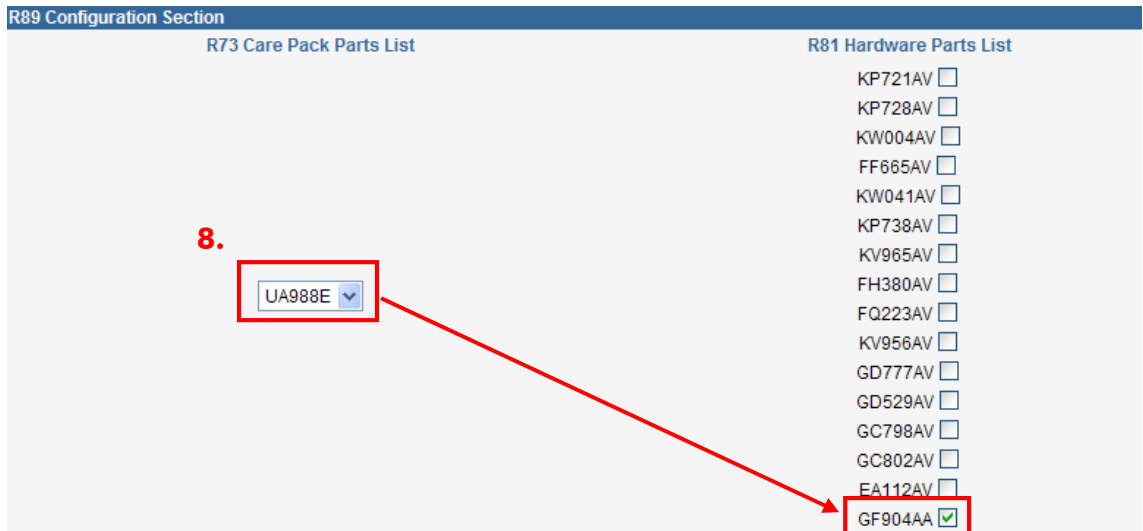 R89 Configuration Section
R73 Care Pack Parts List
R81 Hardware Parts List
KP721AV
KP728AV
KW004AV
FF665AV
KW041AV
KP738AV
KV965AV
FH380AV
FQ223AV
KV956AV
GD777AV
GD529AV
GC798AV
GC802AV
EA112AV
GF904AA
8.
UA988E